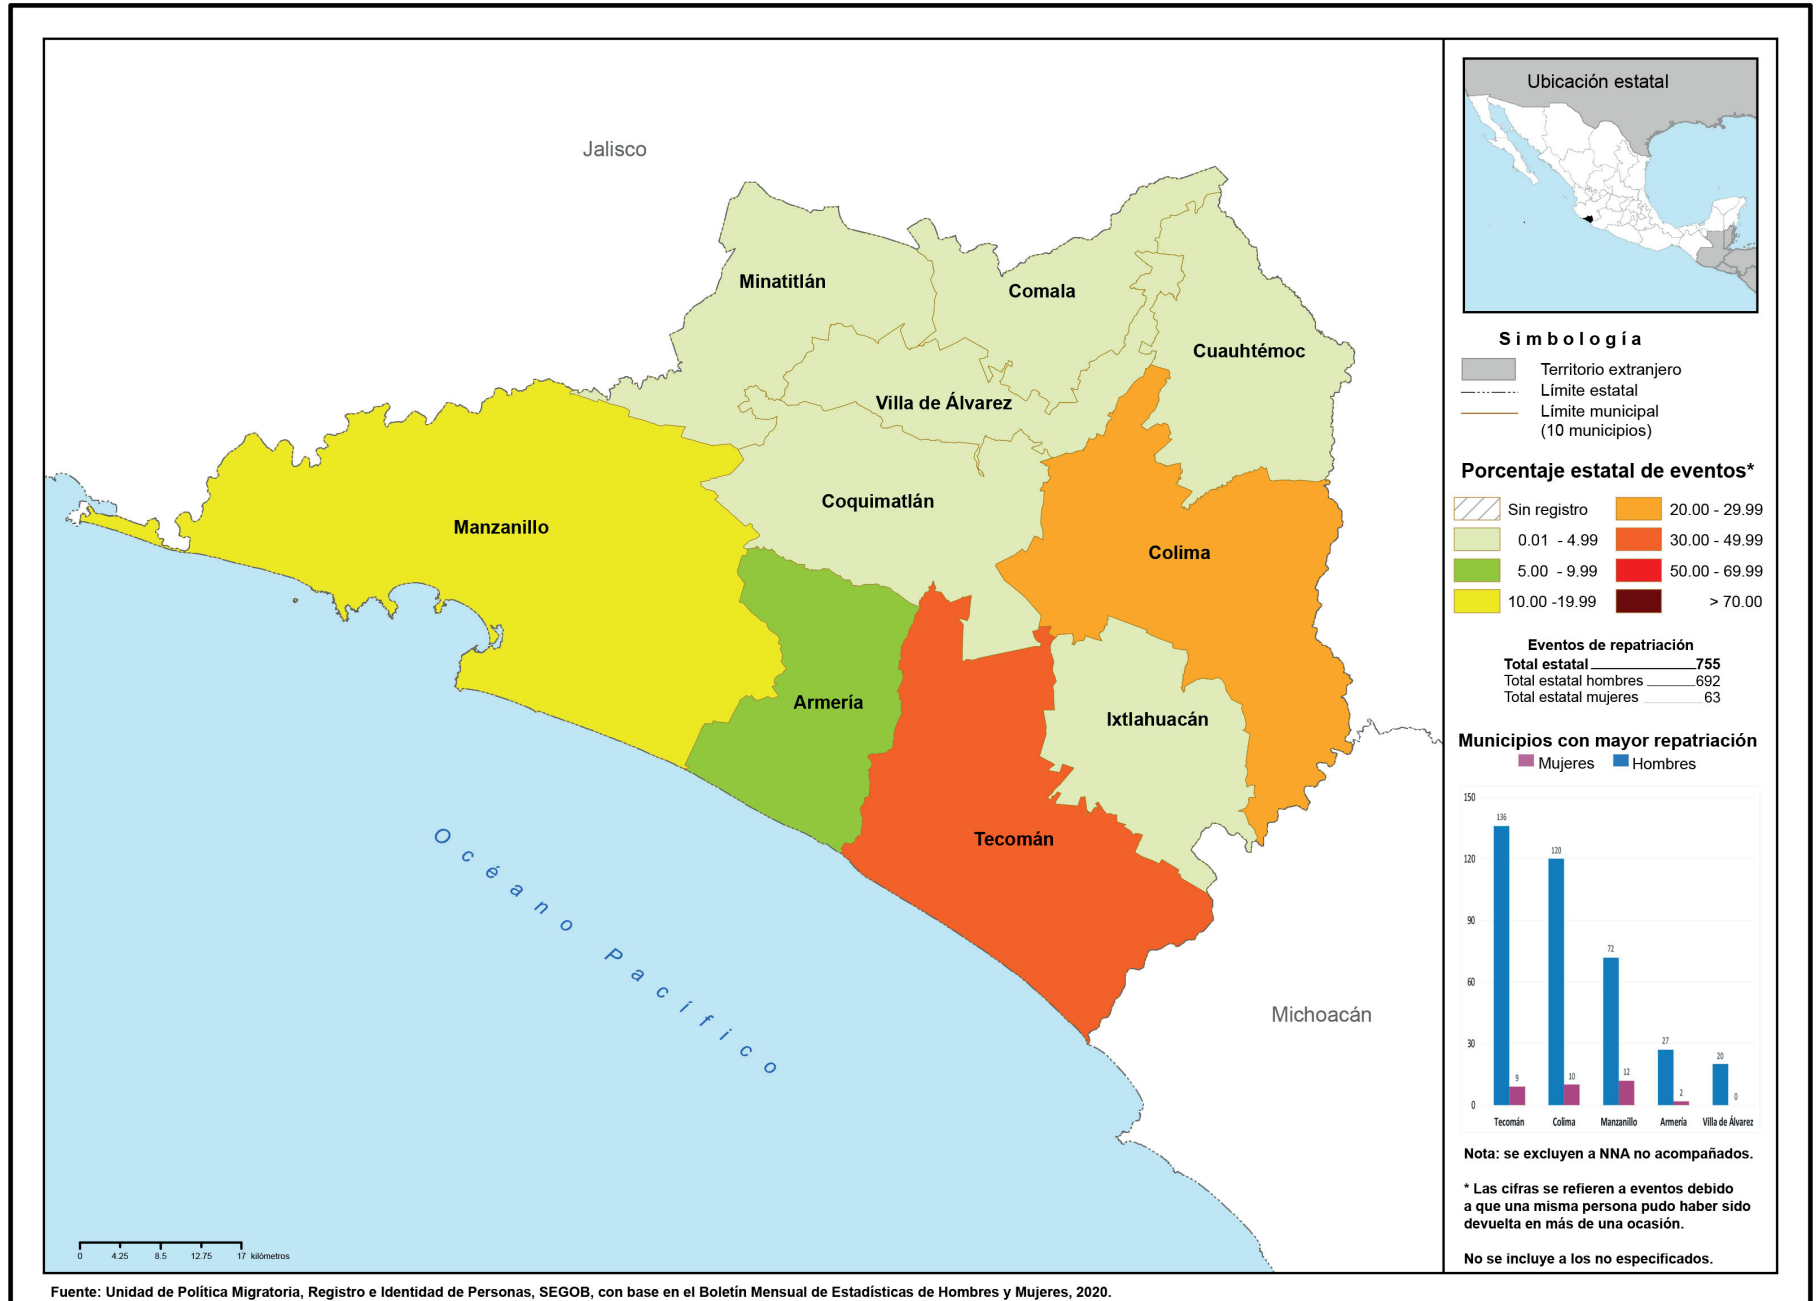 Jalisco
Minatitlán
Comala
Cuauhtémoc
Villa de Álvarez
Coquimatlán
Manzanillo
Colima
Armería
Ixtlahuacán
Tecomán
Océano Pacífico
Michoacán
0 4.25 8.5 12.75 17 kilómetros
Ubicación estatal
Simbología
Territorio extranjero
Límite estatal
Límite municipal
(10 municipios)
Porcentaje estatal de eventos*
Sin registro 20.00 - 29.99
0.01 - 4.99 30.00 - 49.99
5.00 - 9.99 50.00 - 69.99
10.00 -19.99 > 70.00
Eventos de repatriación
Total estatal 755
Total estatal hombres 692
Total estatal mujeres 63
Municipios con mayor repatriación
Mujeres Hombres
150
136
120
120
90
72
60
30
27
20
9
10
12
2
0
0
Tecomán Colima Manzanillo Armería Villa de Álvarez
Nota: se excluyen a NNA no acompañados.
* Las cifras se refieren a eventos debido
a que una misma persona pudo haber sido
devuelta en más de una ocasión.
No se incluye a los no especificados.
Fuente: Unidad de Política Migratoria, Registro e Identidad de Personas, SEGOB, con base en el Boletín Mensual de Estadísticas de Hombres y Mujeres, 2020.